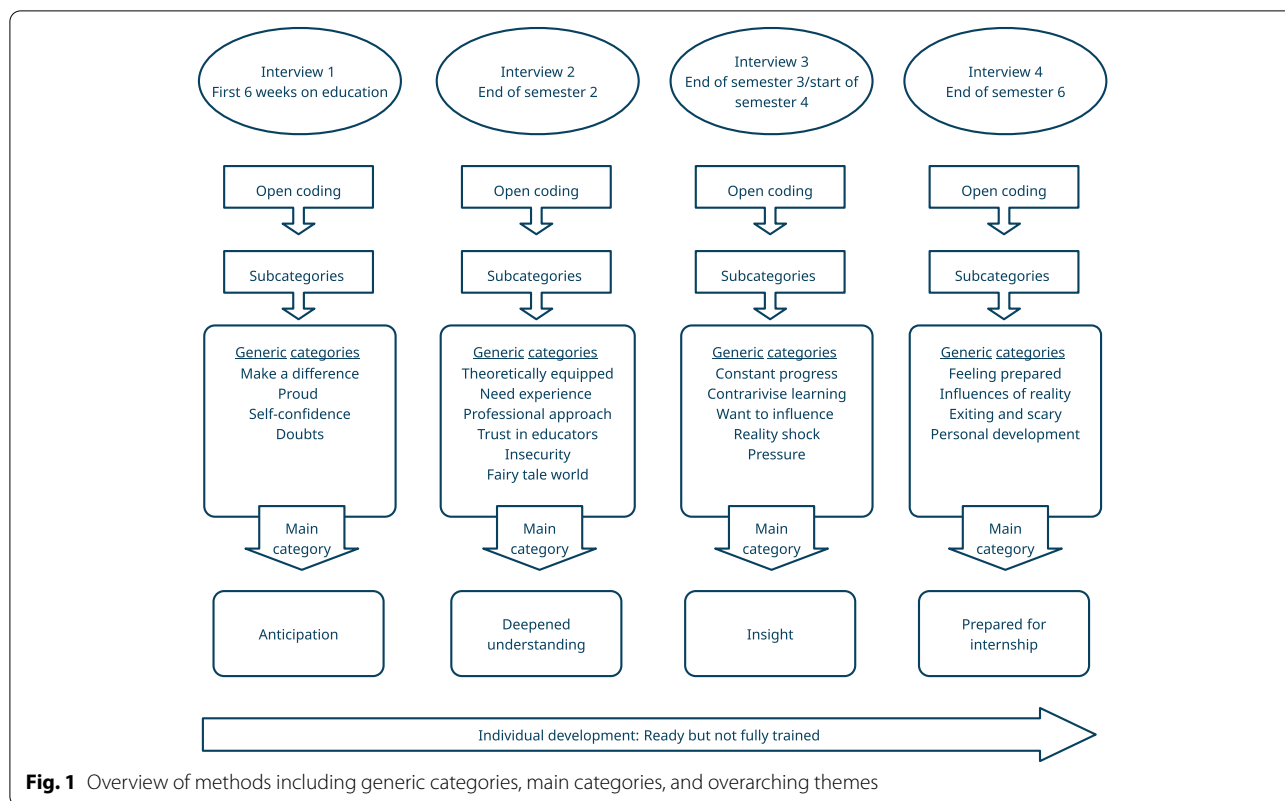 Interview 1
First 6 weeks on education
Interview 2
End of semester 2
Interview 3
End of semester 3/start of
semester 4
Interview 4
End of semester 6
Open coding
Open coding
Open coding
Open coding
Subcategories
Subcategories
Subcategories
Subcategories
Generic categories
Make a difference
Proud
Self-confidence
Doubts
Generic categories
Theoretically equipped
Need experience
Professional approach
Trust in educators
Insecurity
Fairy tale world
Generic categories
Constant progress
Contrarivise learning
Want to influence
Reality shock
Pressure
Generic categories
Feeling prepared
Influences of reality
Exiting and scary
Personal development
Main
category
Main
category
Main
category
Main
category
Anticipation
Deepened
understanding
Insight
Prepared for
internship
Individual development: Ready but not fully trained
Fig. 1 Overview of methods including generic categories, main categories, and overarching themes